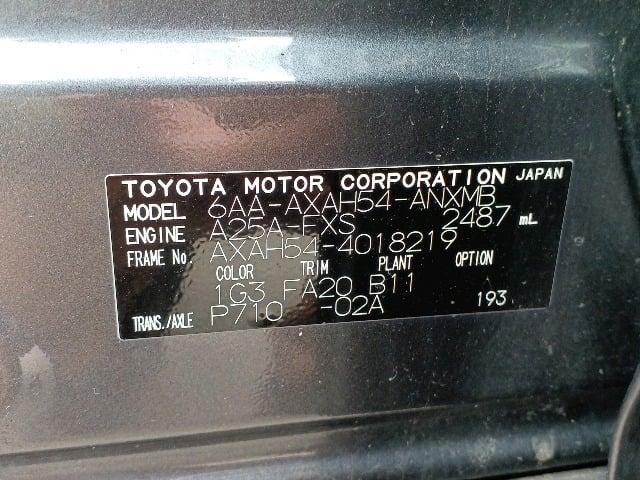 TOYOTA MOTOR CORPORATION JAPAN
MODEL 6AA-AXAH54-ANXMB
ENGINE A25A-FXS 2487 mL
FRAME No. AXAH54-4018219
COLOR TRIM PLANT OPTION
1G3 FA20 B11
TRANS./AXLE P710 -02A 193